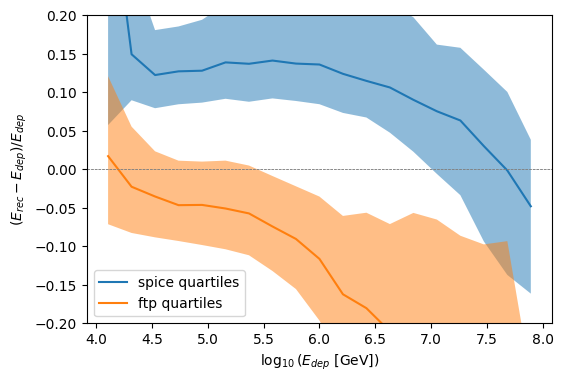 0.20
0.15
0.10
0.05
0.00
−0.05
−0.10
−0.15
−0.20
(E_rec − E_dep)/E_dep
spice quartiles
ftp quartiles
4.0 4.5 5.0 5.5 6.0 6.5 7.0 7.5 8.0
log10 (E_dep [GeV])